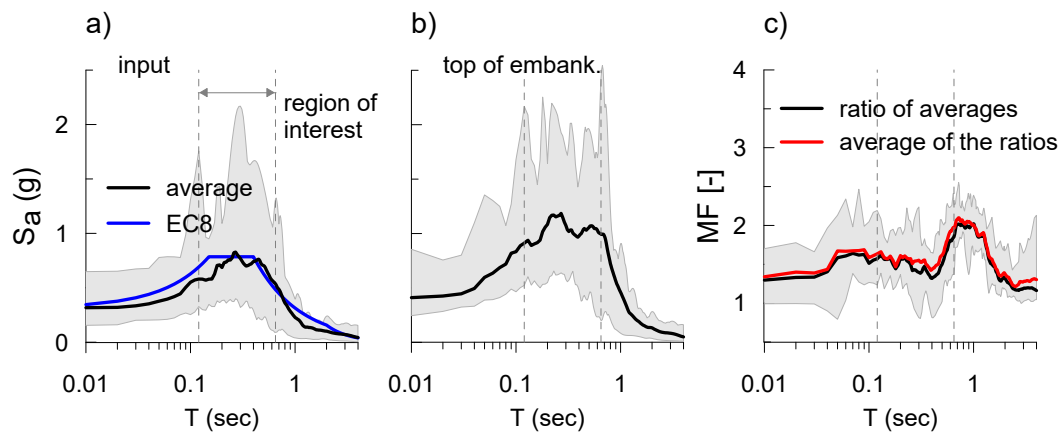 a)
input
region of
interest
average
EC8
2
1
0
0.01
0.1
1
T (sec)
Sa (g)
b)
top of embank.
0.01
0.1
1
T (sec)
c)
4
3
2
1
ratio of averages
average of the ratios
0.01
0.1
1
T (sec)
MF [-]